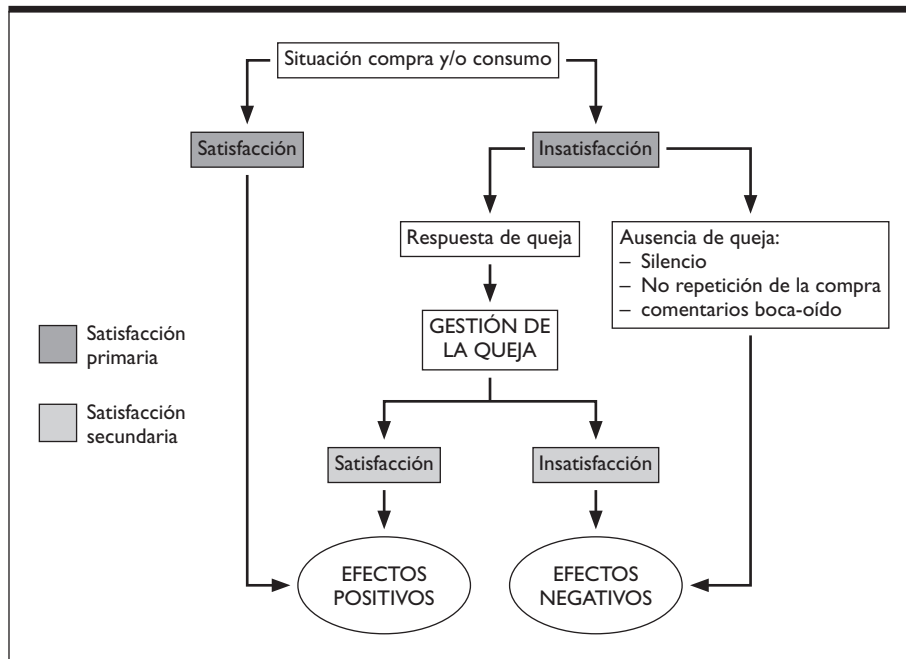 Situación compra y/o consumo
Satisfacción
Insatisfacción
Respuesta de queja
Ausencia de queja:
– Silencio
– No repetición de la compra
– comentarios boca-oído
GESTIÓN DE
LA QUEJA
Satisfacción
primaria
Satisfacción
secundaria
Satisfacción
Insatisfacción
EFECTOS
POSITIVOS
EFECTOS
NEGATIVOS